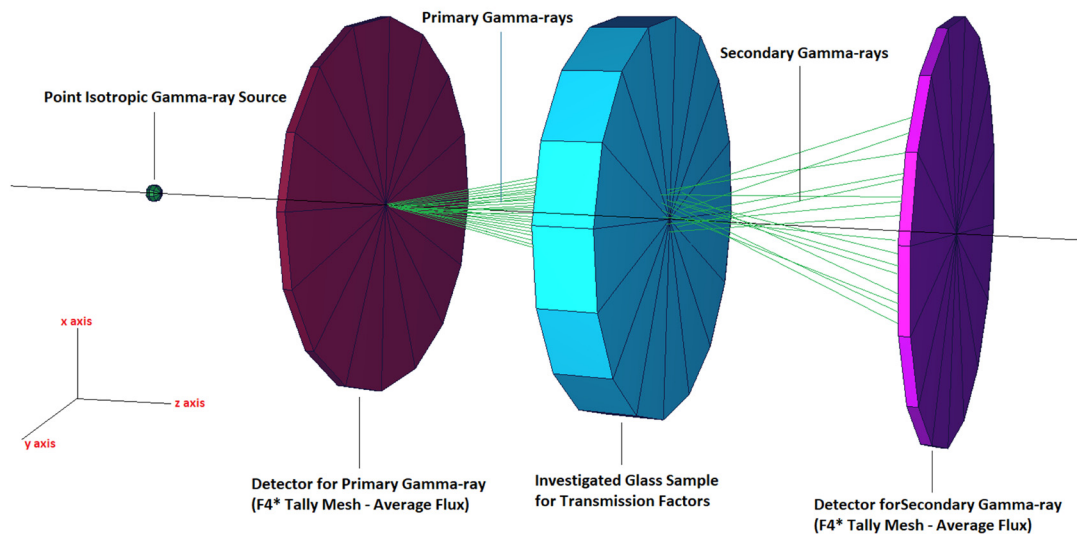 Primary Gamma-rays
Secondary Gamma-rays
Point Isotropic Gamma-ray Source
x axis
z axis
y axis
Detector for Primary Gamma-ray
(F4* Tally Mesh - Average Flux)
Investigated Glass Sample
for Transmission Factors
Detector forSecondary Gamma-ray
(F4* Tally Mesh - Average Flux)